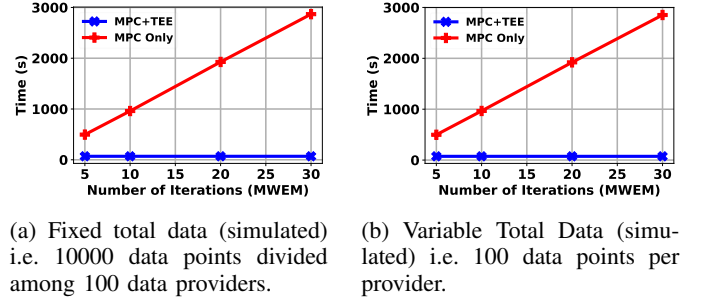 3000
2000
1000
0
Time (s)
MPC+TEE
MPC Only
5 10 15 20 25 30
Number of Iterations (MWEM)
3000
2000
1000
0
Time (s)
MPC+TEE
MPC Only
5 10 15 20 25 30
Number of Iterations (MWEM)
(a) Fixed total data (simulated)
i.e. 10000 data points divided
among 100 data providers.
(b) Variable Total Data (simu-
lated) i.e. 100 data points per
provider.